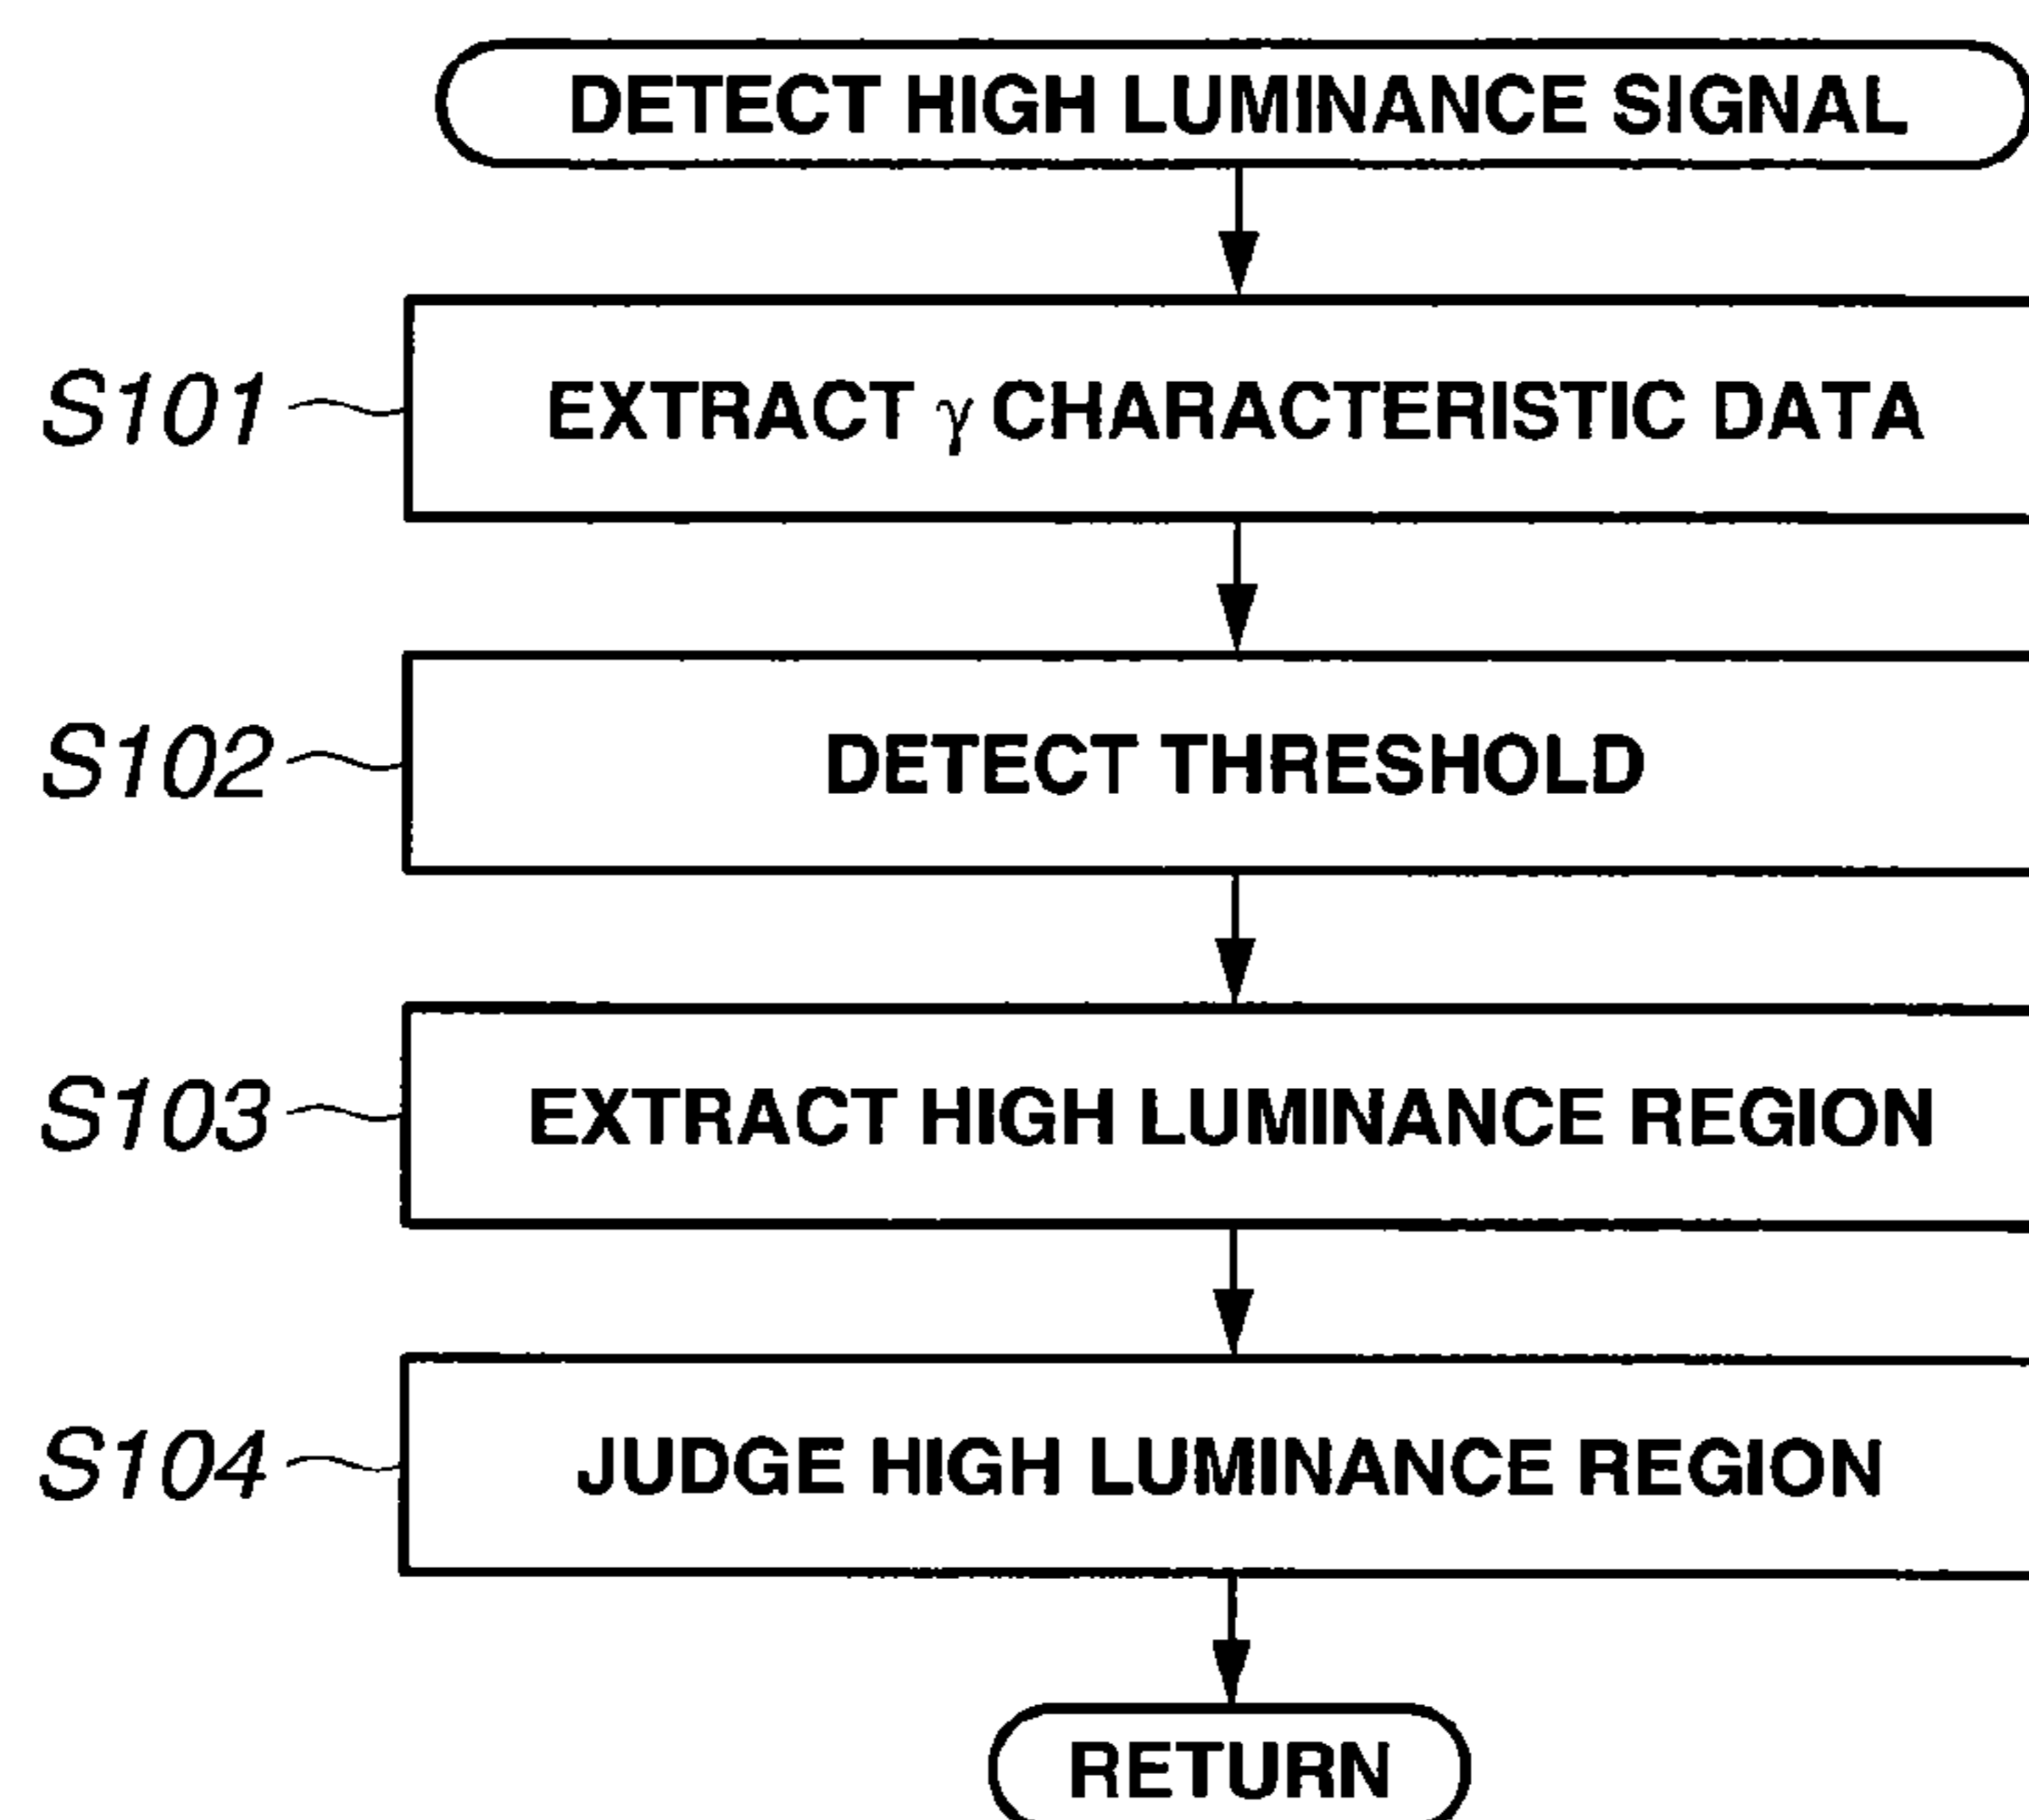 DETECT HIGH LUMINANCE SIGNAL
S101 EXTRACT γ CHARACTERISTIC DATA
S102 DETECT THRESHOLD
S103 EXTRACT HIGH LUMINANCE REGION
S104 JUDGE HIGH LUMINANCE REGION
RETURN